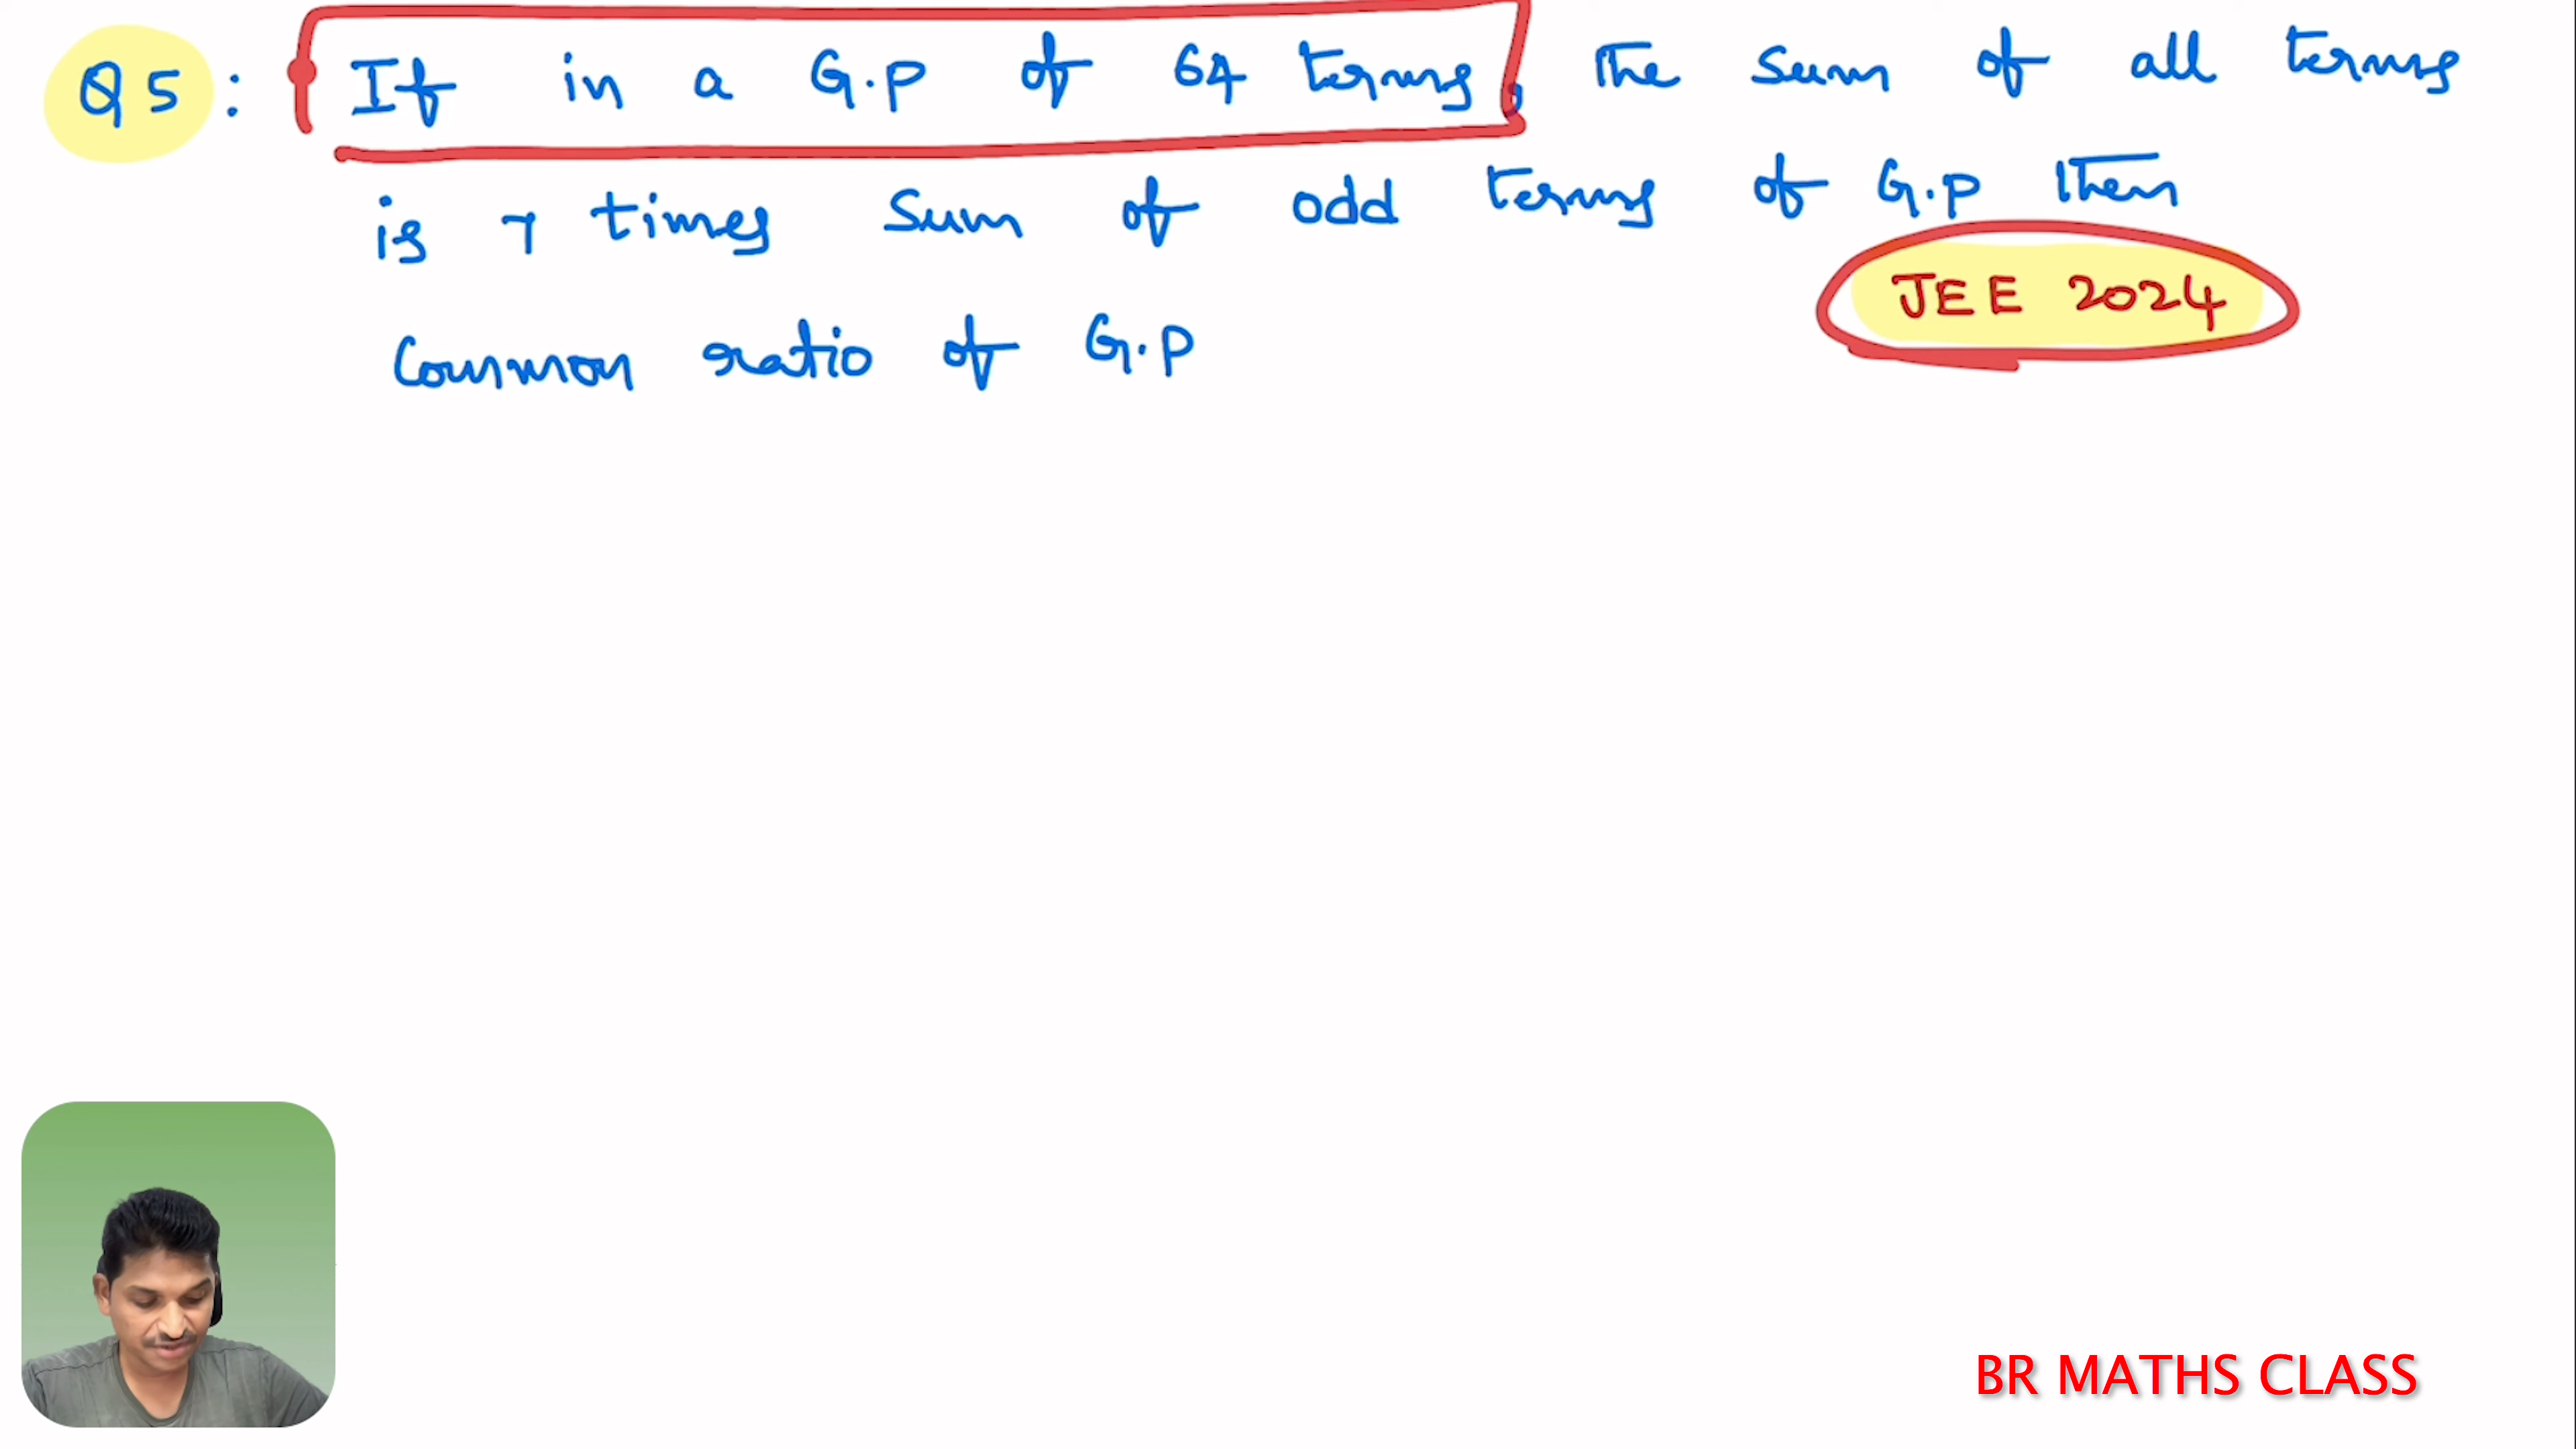 Q5: If in a G.P of 64 terms, The sum of all terms
is 7 times sum of odd terms of G.P then
JEE 2024
Common ratio of G.P
BR MATHS CLASS